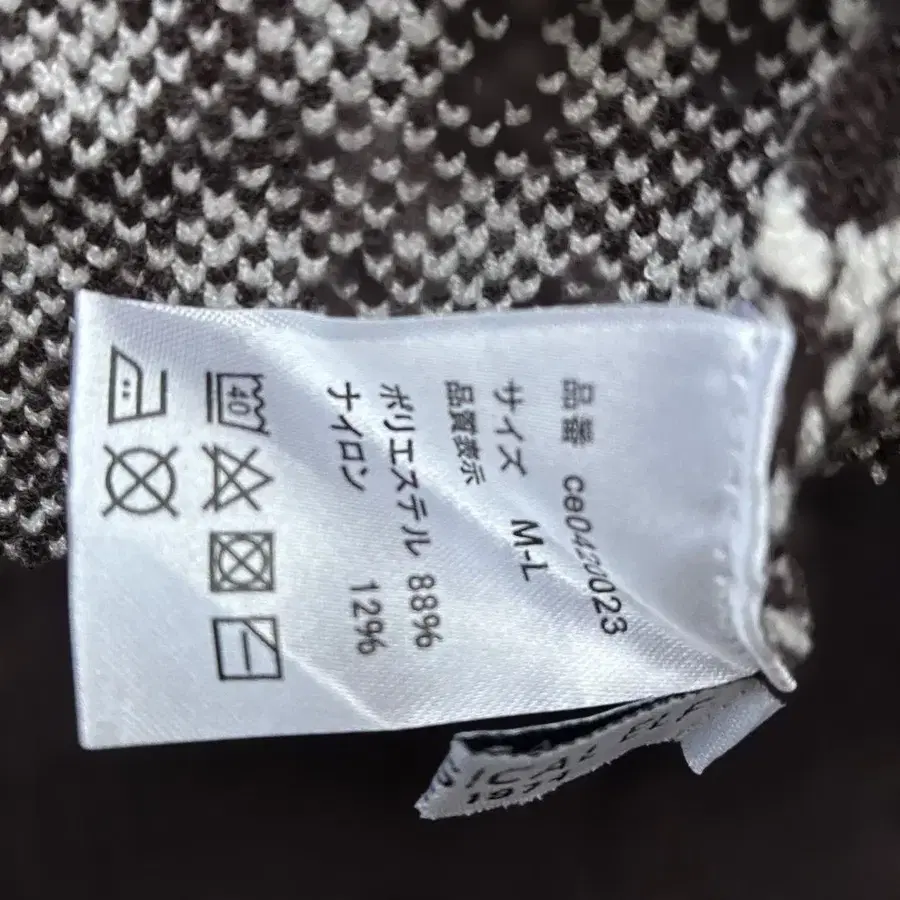 品番 ce0420023
サイズ M-L
品質表示
ポリエステル 88%
ナイロン 12%
40